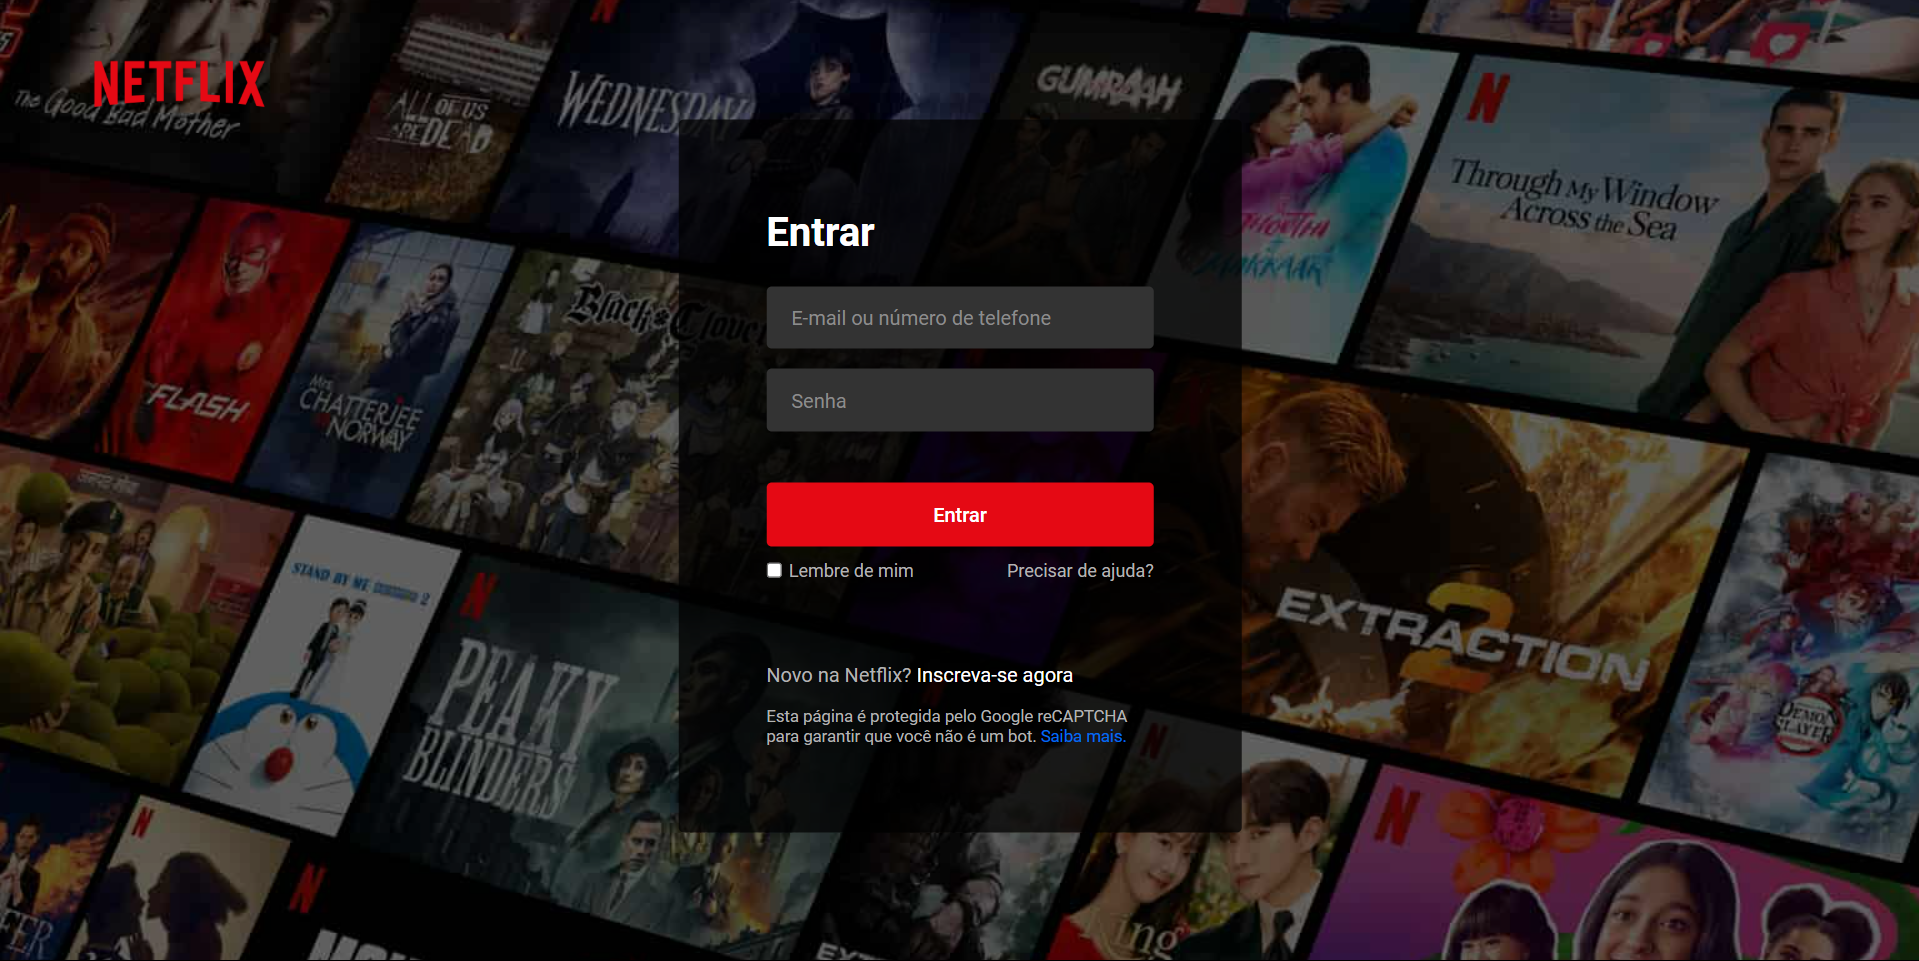 NETFLIX
The Good Bad Mother
ALL OF US
ARE DEAD
WEDNESDAY
GUMRAAH
JHOOTHI
MAKKAAR
Through My Window
Across the Sea
THE FLASH
MRS.
CHATTERJEE
NORWAY
Black Clover
Entrar
E-mail ou número de telefone
Senha
Entrar
Lembre de mim
Precisar de ajuda?
Novo na Netflix? Inscreva-se agora
Esta página é protegida pelo Google reCAPTCHA
para garantir que você não é um bot. Saiba mais.
STAND BY ME 2
PEAKY
BLINDERS
EXTRACTION
2
DEMON
SLAYER